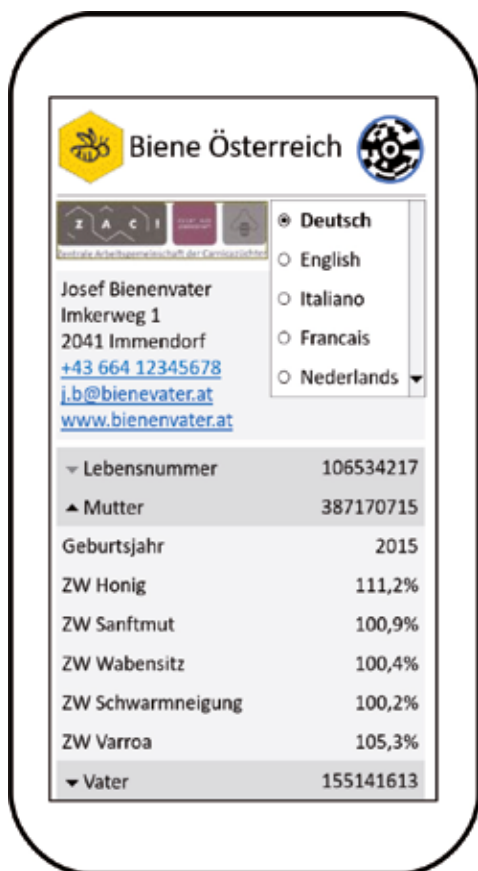 Biene Österreich
Z A C I
Zentrale Arbeitsgemeinschaft der Carnicazüchter
Deutsch
English
Italiano
Francais
Nederlands
Josef Bienenvater
Imkerweg 1
2041 Immendorf
+43 664 12345678
j.b@bienevater.at
www.bienenvater.at
Lebensnummer 106534217
Mutter 387170715
Geburtsjahr 2015
ZW Honig 111,2%
ZW Sanftmut 100,9%
ZW Wabensitz 100,4%
ZW Schwarmneigung 100,2%
ZW Varroa 105,3%
Vater 155141613